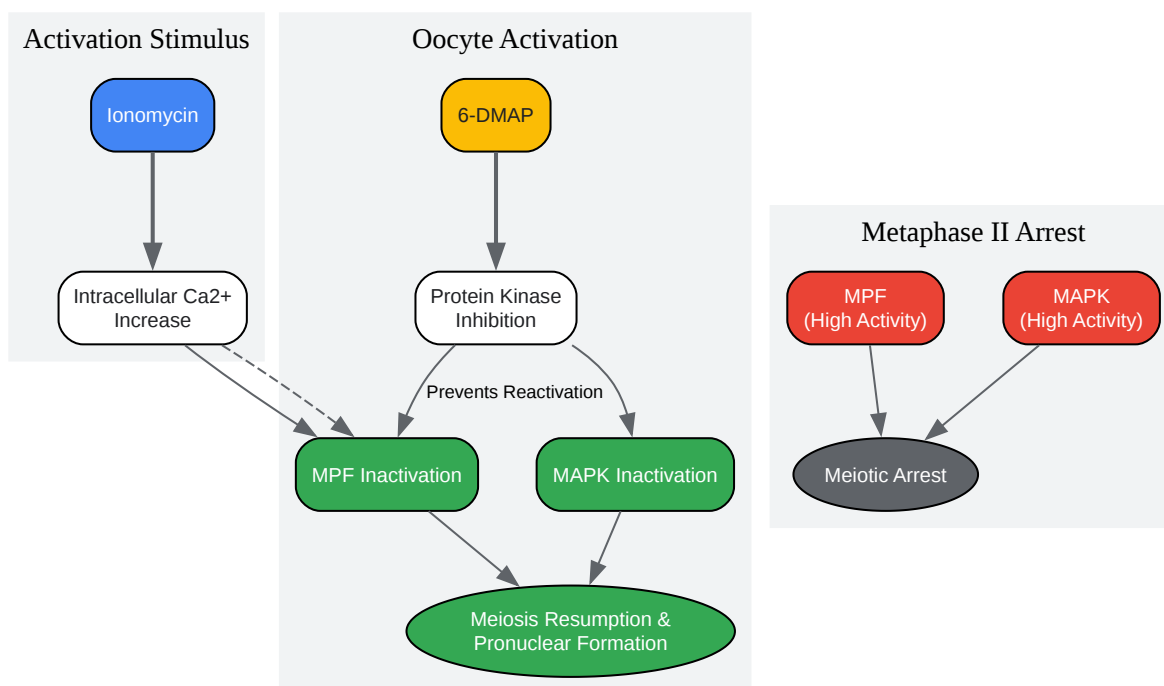 Activation Stimulus
Ionomycin
Intracellular Ca2+
Increase
Oocyte Activation
6-DMAP
Protein Kinase
Inhibition
Prevents Reactivation
MPF Inactivation
MAPK Inactivation
Meiosis Resumption &
Pronuclear Formation
Metaphase II Arrest
MPF
(High Activity)
MAPK
(High Activity)
Meiotic Arrest